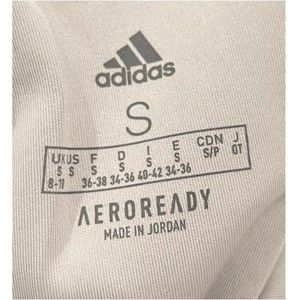 adidas
S
UK US F D I E CDN J
S S S S S/P OT
8-11 36-38 34-36 40-42 34-36
AEROREADY
MADE IN JORDAN